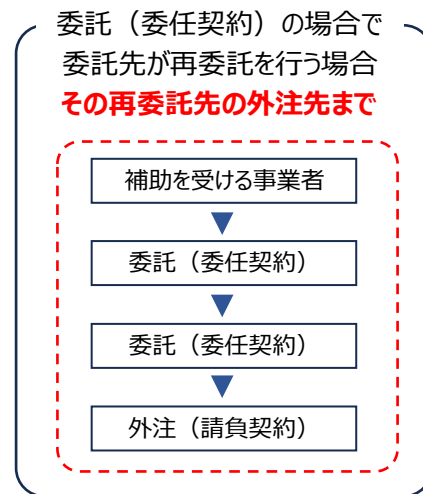 委託（委任契約）の場合で
委託先が再委託を行う場合
その再委託先の外注先まで
補助を受ける事業者
委託（委任契約）
委託（委任契約）
外注（請負契約）